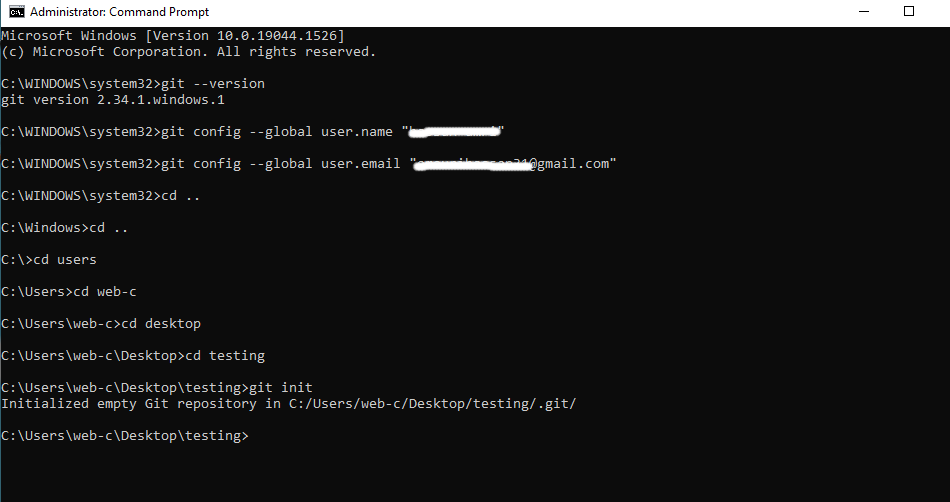 Administrator: Command Prompt
Microsoft Windows [Version 10.0.19044.1526]
(c) Microsoft Corporation. All rights reserved.
C:\WINDOWS\system32>git --version
git version 2.34.1.windows.1
C:\WINDOWS\system32>git config --global user.name "
C:\WINDOWS\system32>git config --global user.email "@gmail.com"
C:\WINDOWS\system32>cd ..
C:\Windows>cd ..
C:\>cd users
C:\Users>cd web-c
C:\Users\web-c>cd desktop
C:\Users\web-c\Desktop>cd testing
C:\Users\web-c\Desktop\testing>git init
Initialized empty Git repository in C:/Users/web-c/Desktop/testing/.git/
C:\Users\web-c\Desktop\testing>